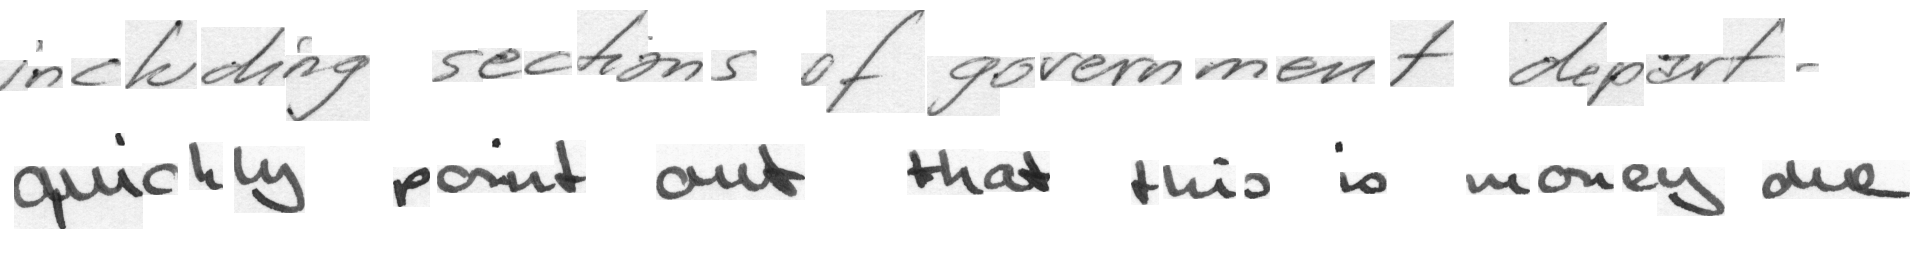 including sections of government depart-
quickly point out that this is money due